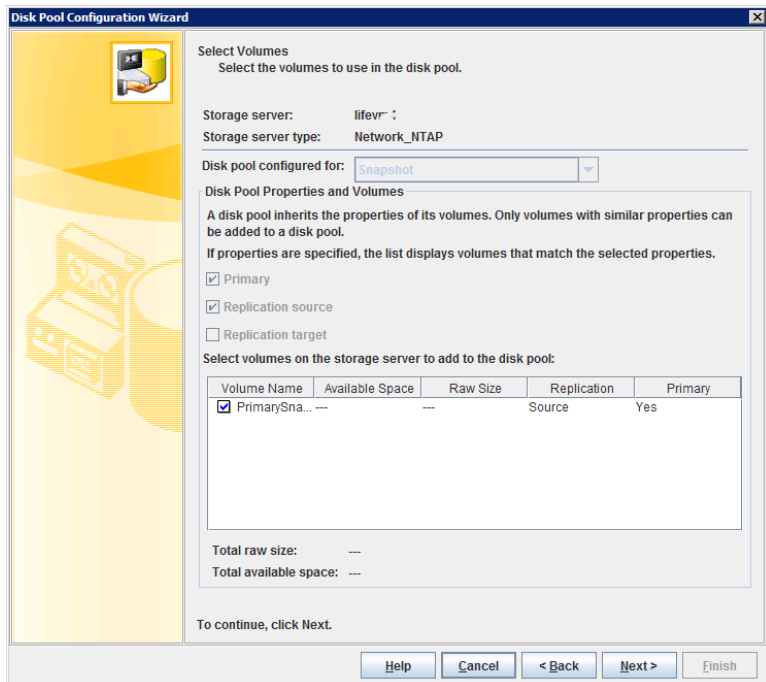 Disk Pool Configuration Wizard
Select Volumes
Select the volumes to use in the disk pool.
Storage server:
Storage server type: Network_NTAP
Disk pool configured for: Snapshot
Disk Pool Properties and Volumes
A disk pool inherits the properties of its volumes. Only volumes with similar properties can
be added to a disk pool.
If properties are specified, the list displays volumes that match the selected properties.
Primary
Replication source
Replication target
Select volumes on the storage server to add to the disk pool:
Volume Name Available Space Raw Size Replication Primary
PrimarySna... --- --- Source Yes
Total raw size: ---
Total available space: ---
To continue, click Next.
Help Cancel < Back Next > Finish